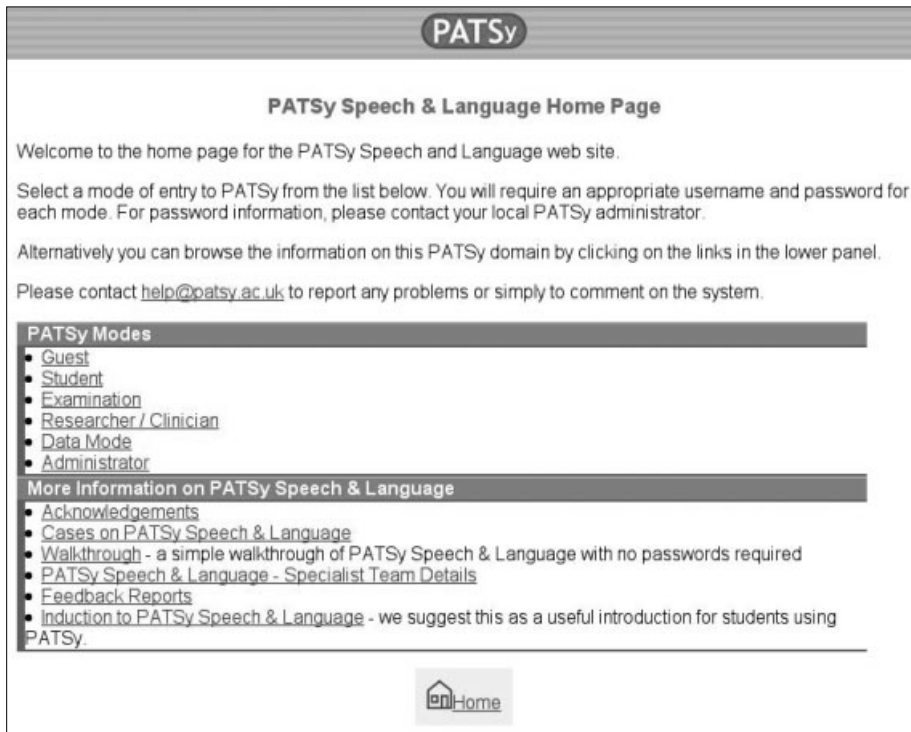 PATSy
PATSy Speech & Language Home Page
Welcome to the home page for the PATSy Speech and Language web site.
Select a mode of entry to PATSy from the list below. You will require an appropriate username and password for
each mode. For password information, please contact your local PATSy administrator.
Alternatively you can browse the information on this PATSy domain by clicking on the links in the lower panel.
Please contact help@patsy.ac.uk to report any problems or simply to comment on the system.
PATSy Modes
• Guest
• Student
• Examination
• Researcher / Clinician
• Data Mode
• Administrator
More Information on PATSy Speech & Language
• Acknowledgements
• Cases on PATSy Speech & Language
• Walkthrough - a simple walkthrough of PATSy Speech & Language with no passwords required
• PATSy Speech & Language - Specialist Team Details
• Feedback Reports
• Induction to PATSy Speech & Language - we suggest this as a useful introduction for students using
PATSy.
Home